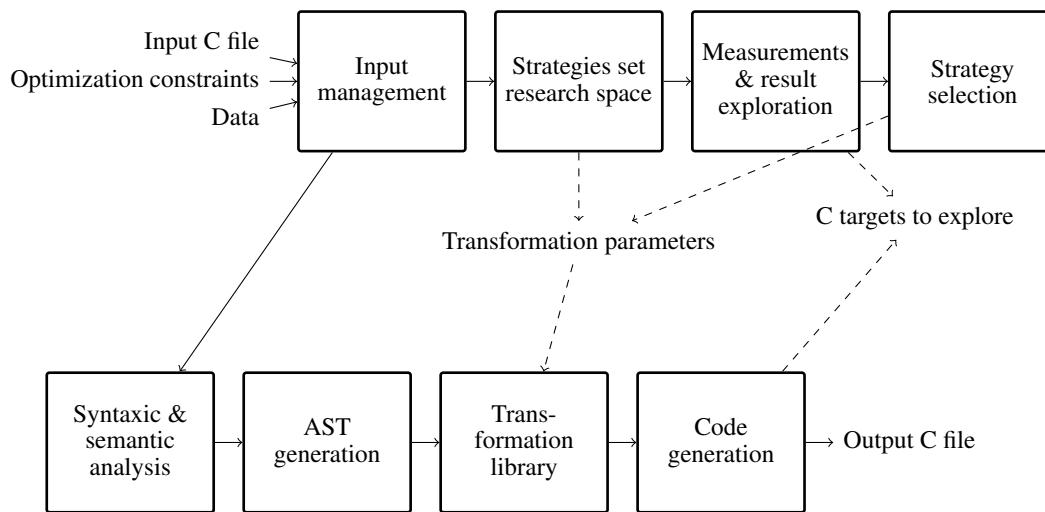 Input C file
Optimization constraints
Data
Input
management
Strategies set
research space
Measurements
& result
exploration
Strategy
selection
Transformation parameters
C targets to explore
Syntaxic &
semantic
analysis
AST
generation
Trans-
formation
library
Code
generation
Output C file